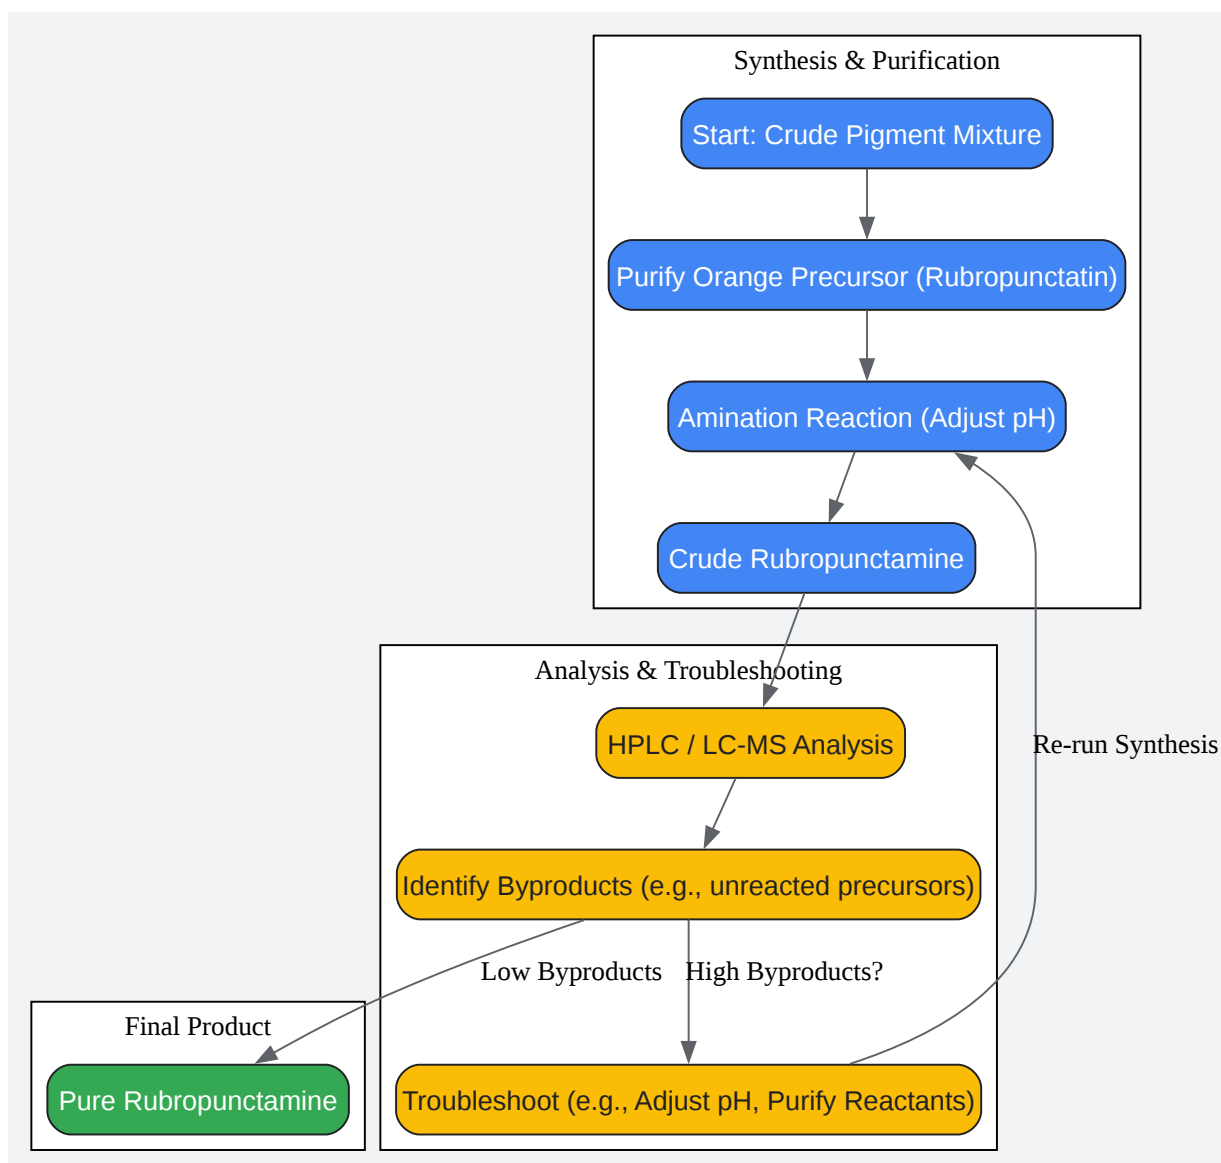 Synthesis & Purification
Start: Crude Pigment Mixture
Purify Orange Precursor (Rubropunctatin)
Amination Reaction (Adjust pH)
Crude Rubropunctamine
Analysis & Troubleshooting
HPLC / LC-MS Analysis
Re-run Synthesis
Identify Byproducts (e.g., unreacted precursors)
Low Byproducts
High Byproducts?
Final Product
Pure Rubropunctamine
Troubleshoot (e.g., Adjust pH, Purify Reactants)